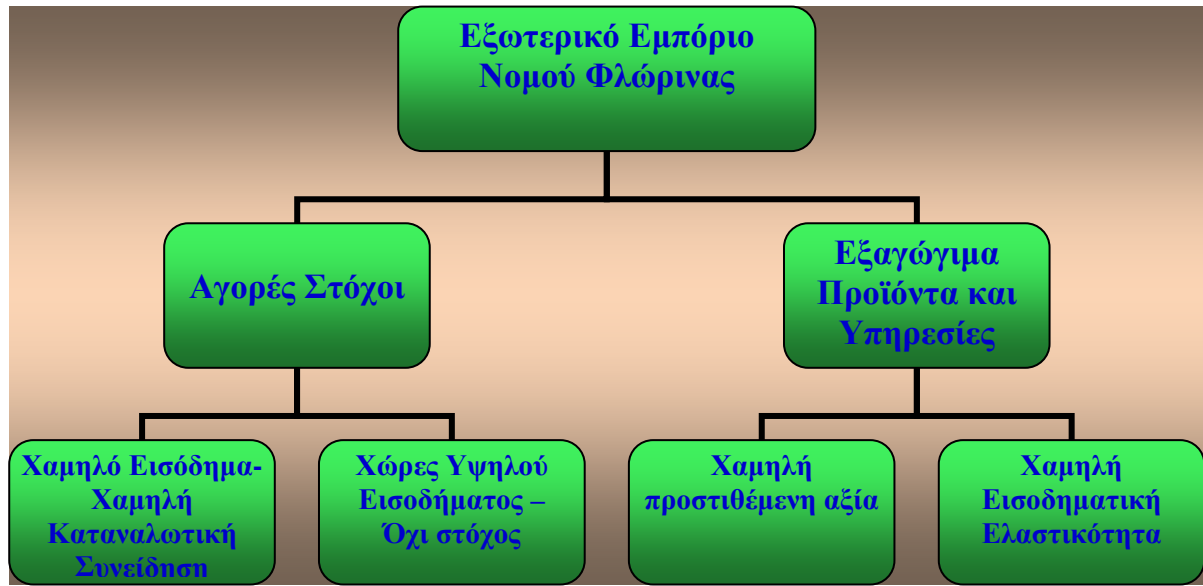 Εξωτερικό Εμπόριο
Νομού Φλώρινας
Αγορές Στόχοι
Εξαγώγιμα
Προϊόντα και
Υπηρεσίες
Χαμηλό Εισόδημα-
Χαμηλή
Καταναλωτική
Συνείδηση
Χώρες Υψηλού
Εισοδήματος –
Όχι στόχος
Χαμηλή
προστιθέμενη αξία
Χαμηλή
Εισοδηματική
Ελαστικότητα